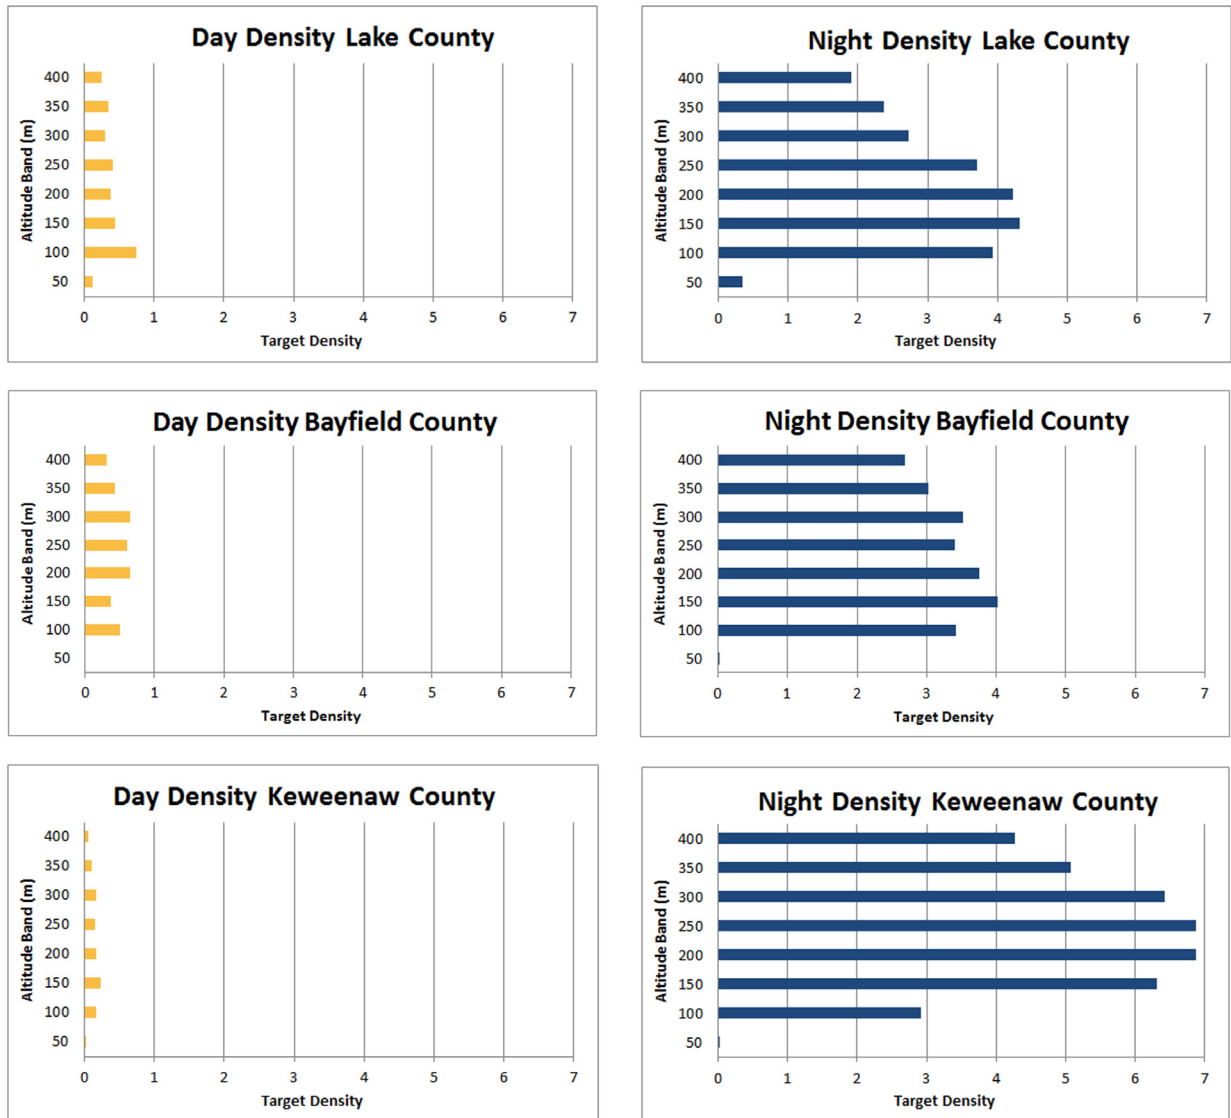 Day Density Lake County
Altitude Band (m)
400
350
300
250
200
150
100
50
0 1 2 3 4 5 6 7
Target Density
Night Density Lake County
Altitude Band (m)
400
350
300
250
200
150
100
50
0 1 2 3 4 5 6 7
Target Density
Day Density Bayfield County
Altitude Band (m)
400
350
300
250
200
150
100
50
0 1 2 3 4 5 6 7
Target Density
Night Density Bayfield County
Altitude Band (m)
400
350
300
250
200
150
100
50
0 1 2 3 4 5 6 7
Target Density
Day Density Keweenaw County
Altitude Band (m)
400
350
300
250
200
150
100
50
0 1 2 3 4 5 6 7
Target Density
Night Density Keweenaw County
Altitude Band (m)
400
350
300
250
200
150
100
50
0 1 2 3 4 5 6 7
Target Density